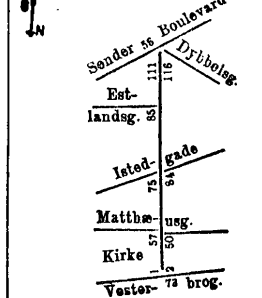 N
Sønder 56 Boulevard
Dybbølsg.
111 116
Est-
landsg. 85
Isted- gade
75 84
Matthæ- usg.
57 50
Kirke
1 2
Vester- 73 brog.